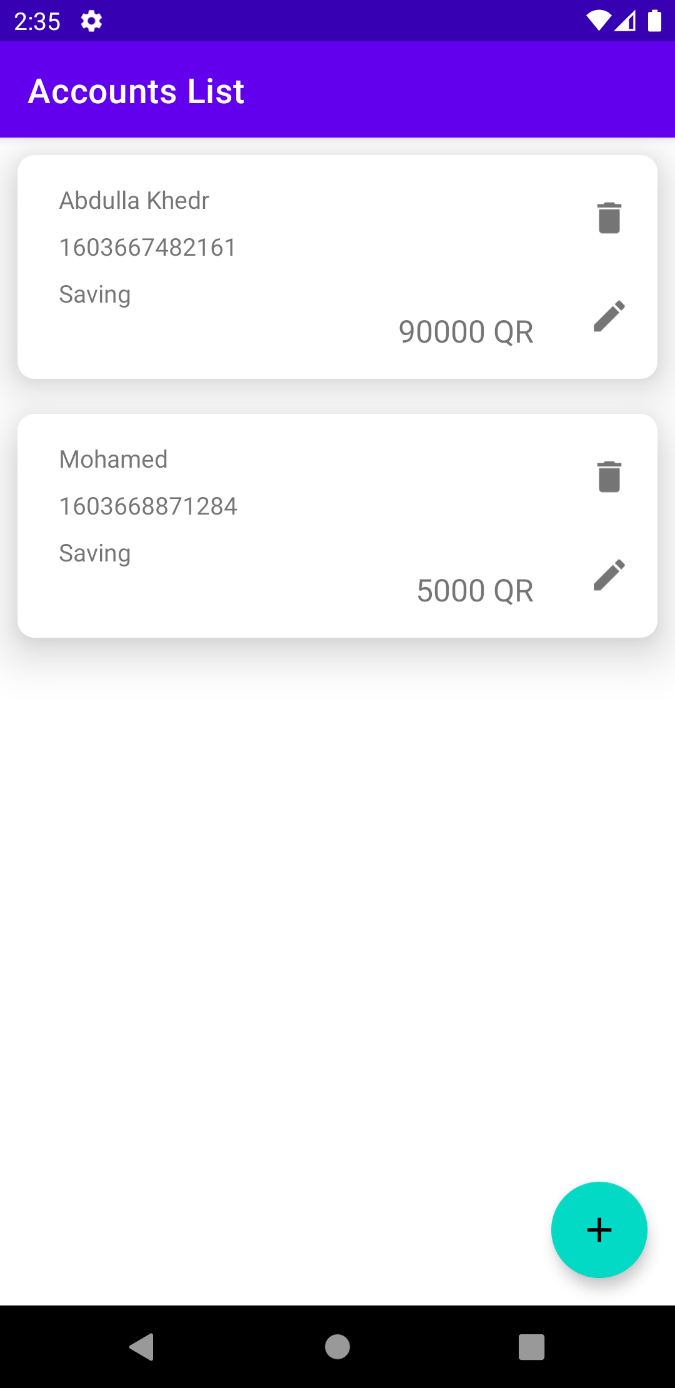 2:35
Accounts List
Abdulla Khedr
1603667482161
Saving
90000 QR
Mohamed
1603668871284
Saving
5000 QR